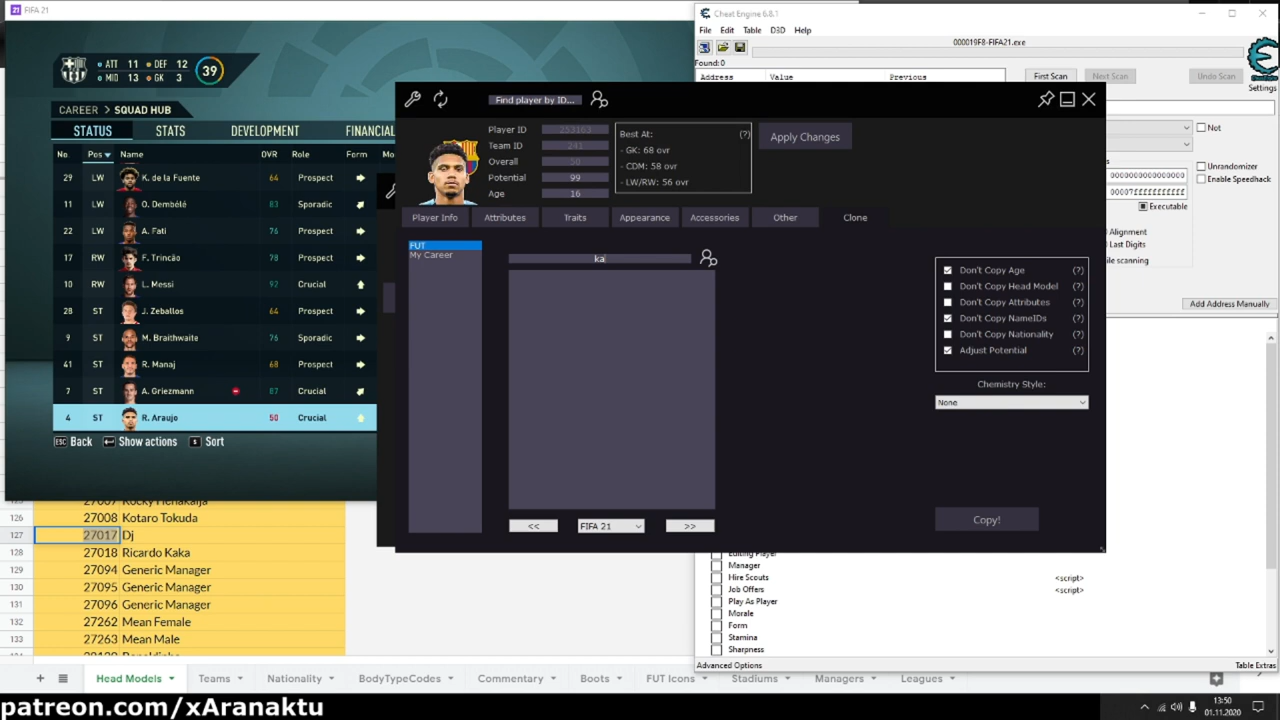 21 FIFA 21
ATT 11 DEF 12
MID 13 GK 3
39
CAREER > SQUAD HUB
STATUS STATS DEVELOPMENT FINANCIAL
No. Pos Name OVR Role Form Mo
29 LW K. de la Fuente 64 Prospect
11 LW O. Dembélé 83 Sporadic
22 LW A. Fati 76 Prospect
17 RW F. Trincão 78 Prospect
10 RW L. Messi 92 Crucial
28 ST J. Zeballos 64 Prospect
9 ST M. Braithwaite 76 Sporadic
41 ST R. Manaj 68 Prospect
7 ST A. Griezmann 87 Crucial
4 ST R. Araujo 50 Crucial
ESC Back Show actions S Sort
Cheat Engine 6.8.1
File Edit Table D3D Help
000019F8-FIFA21.exe
Found: 0
Address Value Previous
First Scan Next Scan Undo Scan
Settings
Not
Unrandomizer
Enable Speedhack
0000000000000000
Executable
Alignment
Last Digits
Add Address Manually
Find player by ID...
Player ID 253163
Team ID 241
Overall 50
Potential 99
Age 16
Best At: (?)
- GK: 68 ovr
- CDM: 58 ovr
- LW/RW: 56 ovr
Apply Changes
Player Info Attributes Traits Appearance Accessories Other Clone
FUT
My Career
ka
<< FIFA 21 >>
Don't Copy Age (?)
Don't Copy Head Model (?)
Don't Copy Attributes (?)
Don't Copy NameIDs (?)
Don't Copy Nationality (?)
Adjust Potential (?)
Chemistry Style:
None
Copy!
126 27008 Kotaro Tokuda
127 27017 Dj
128 27018 Ricardo Kaka
129 27094 Generic Manager
130 27095 Generic Manager
131 27096 Generic Manager
132 27262 Mean Female
133 27263 Mean Male
Editing Player
Manager
Hire Scouts <script>
Job Offers <script>
Play As Player
Morale
Form
Stamina
Sharpness
Advanced Options Table Extras
Head Models Teams Nationality BodyTypeCodes Commentary Boots FUT Icons Stadiums Managers Leagues
patreon.com/xAranaktu
13:50
01.11.2020